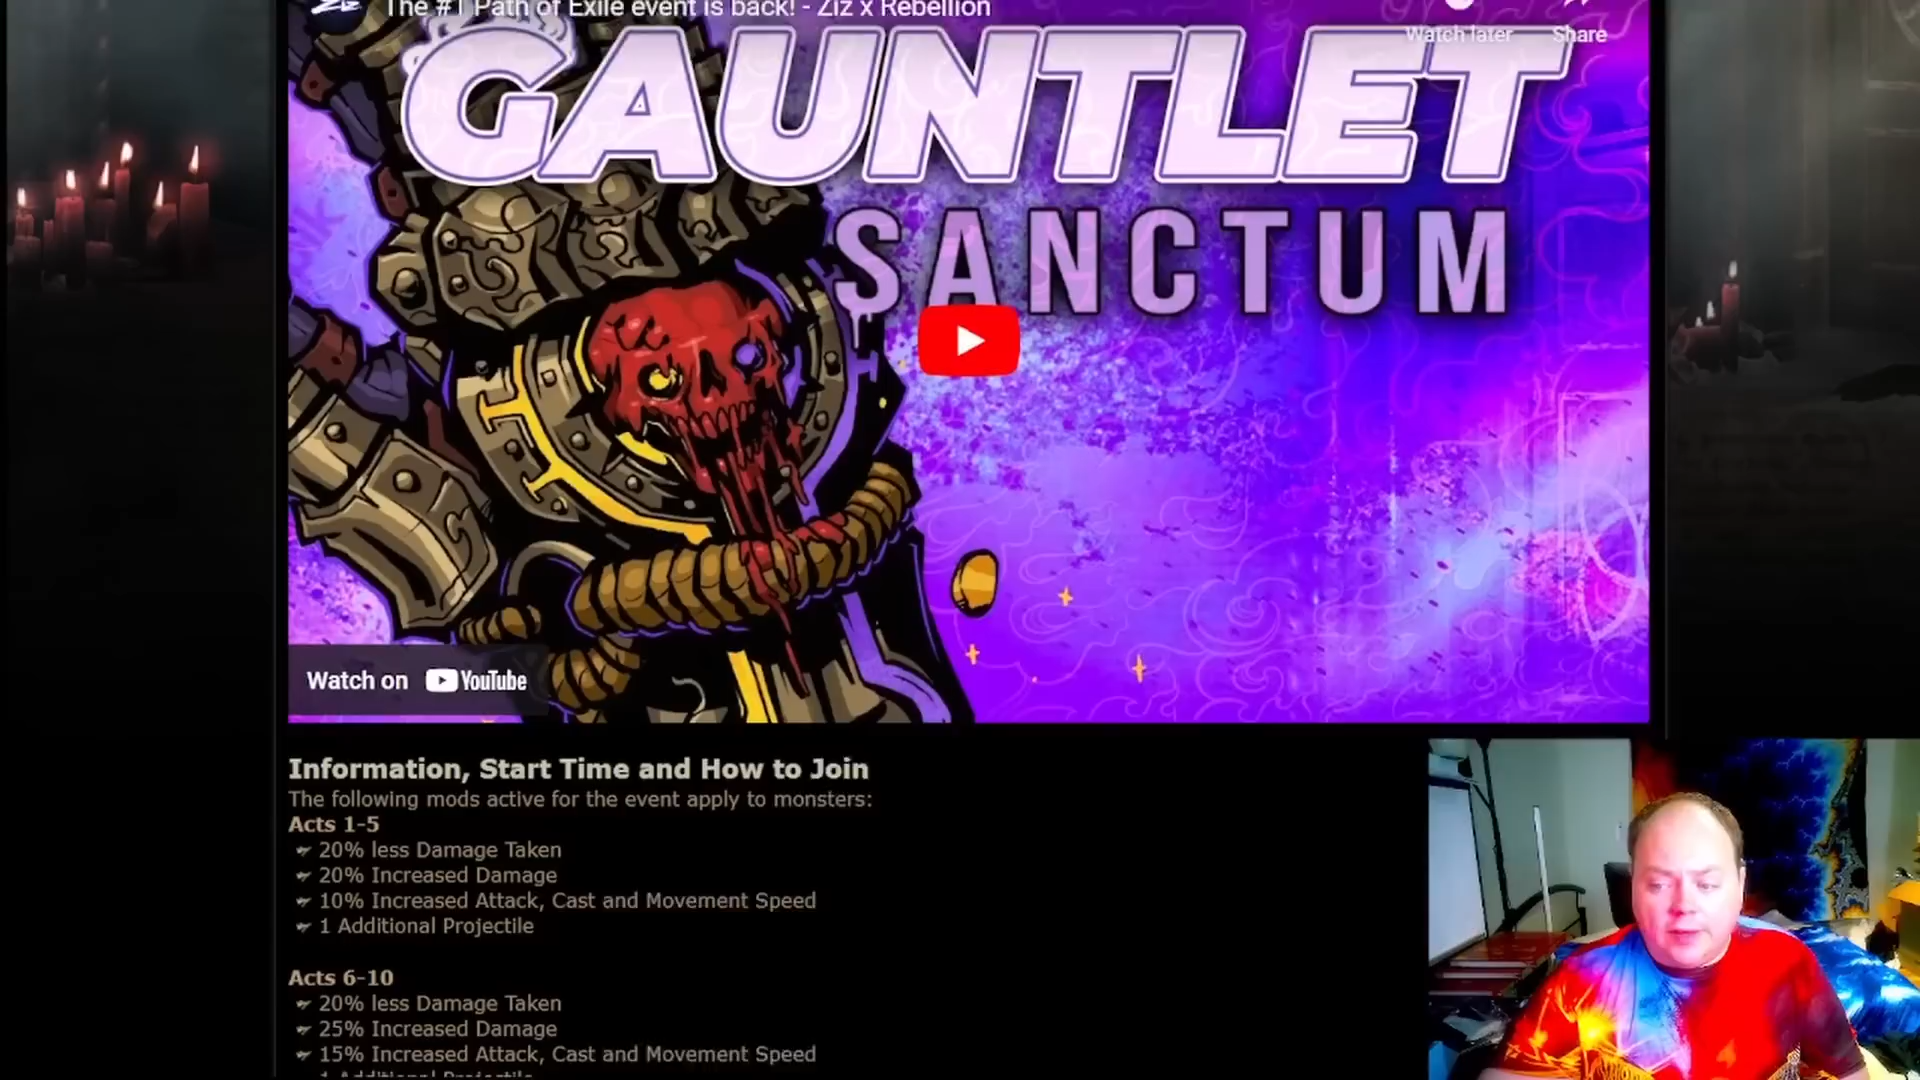 The #1 Path of Exile event is back! - Ziz x Rebellion
Watch later
Share
GAUNTLET
SANCTUM
Watch on YouTube
Information, Start Time and How to Join
The following mods active for the event apply to monsters:
Acts 1-5
20% less Damage Taken
20% Increased Damage
10% Increased Attack, Cast and Movement Speed
1 Additional Projectile
Acts 6-10
20% less Damage Taken
25% Increased Damage
15% Increased Attack, Cast and Movement Speed
1 Additional Projectile